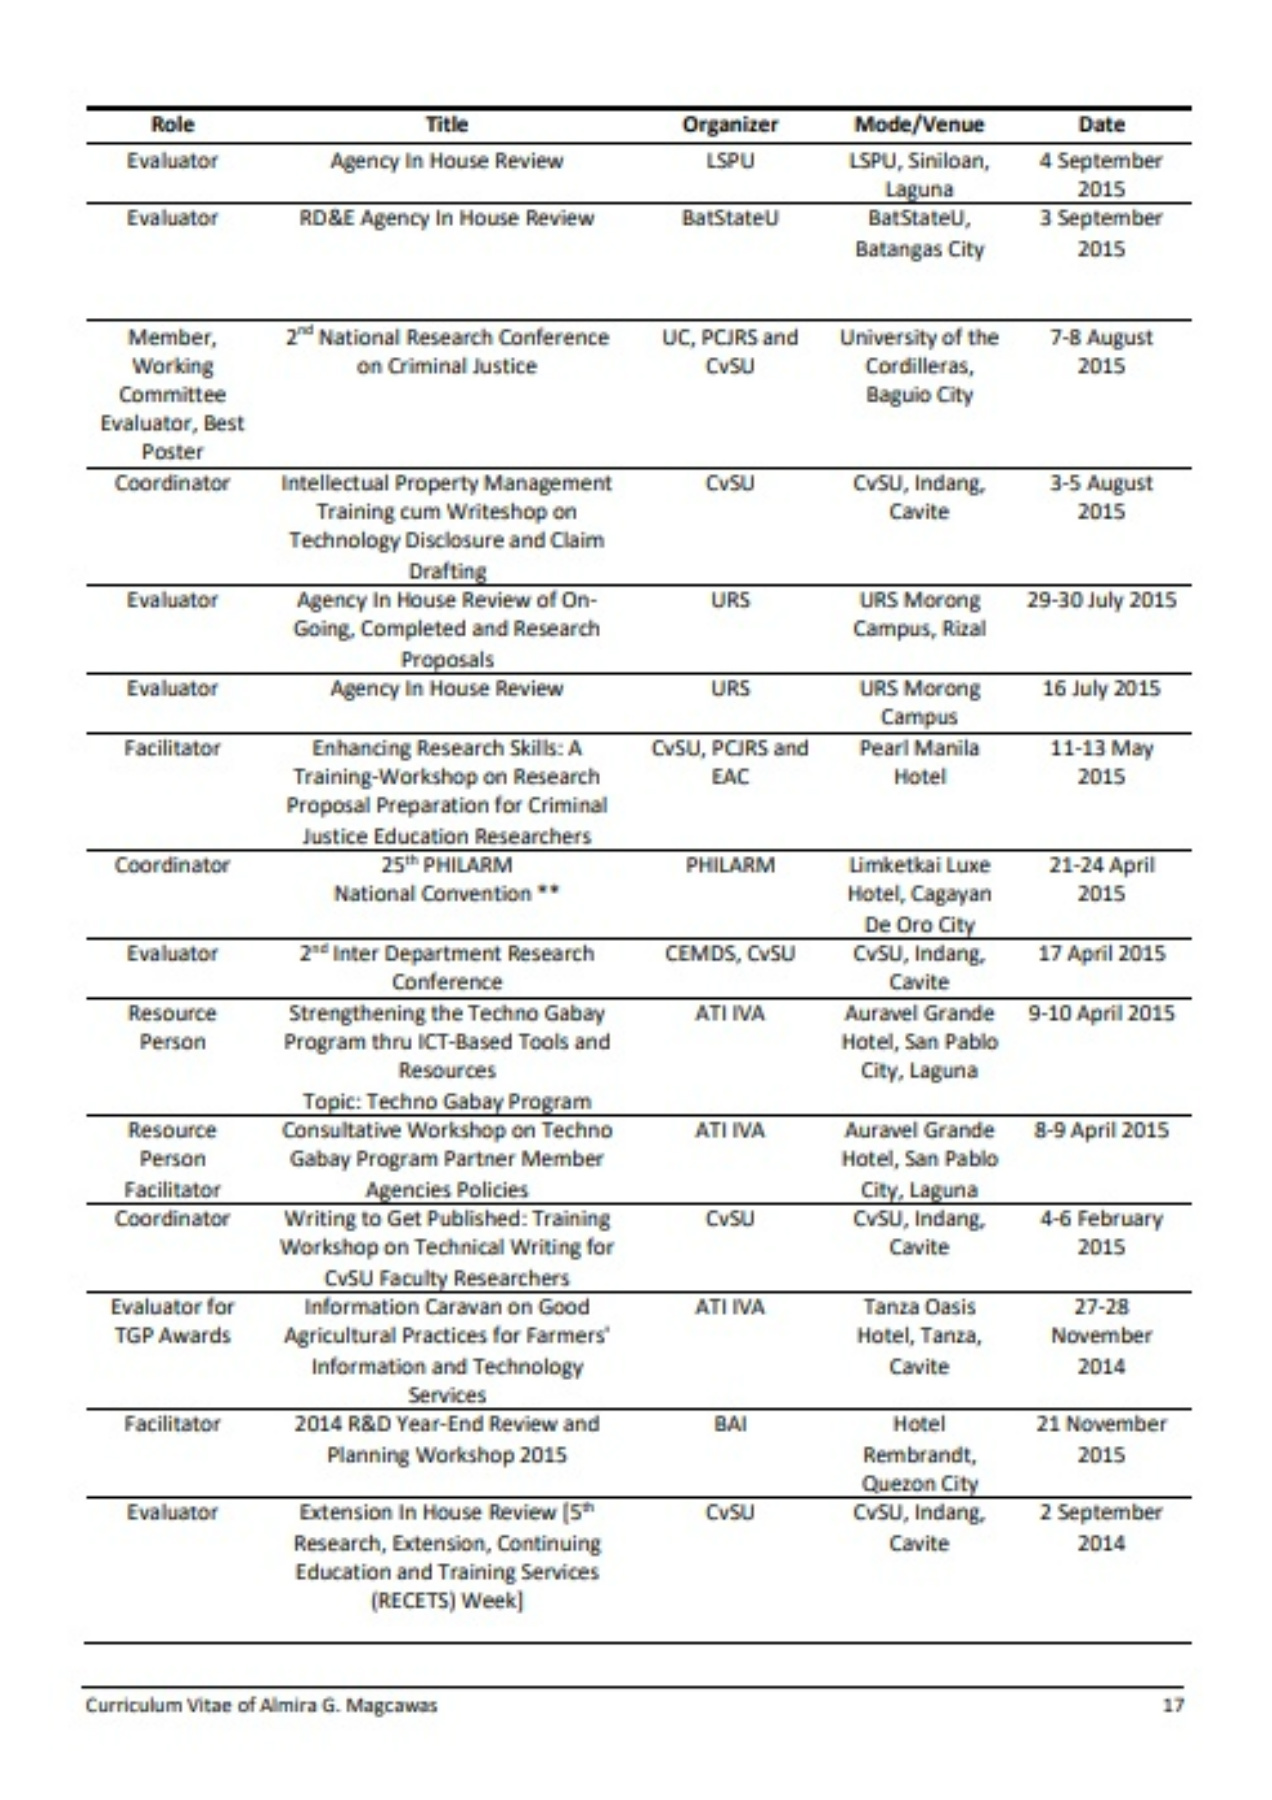 Role Title Organizer Mode/Venue Date
Evaluator Agency In House Review LSPU LSPU, Siniloan, 4 September
Laguna 2015
Evaluator RD&E Agency In House Review BatStateU BatStateU, 3 September
Batangas City 2015
Member, 2nd National Research Conference UC, PCJRS and University of the 7-8 August
Working on Criminal Justice CvSU Cordilleras, 2015
Committee Baguio City
Evaluator, Best
Poster
Coordinator Intellectual Property Management CvSU CvSU, Indang, 3-5 August
Training cum Writeshop on Cavite 2015
Technology Disclosure and Claim
Drafting
Evaluator Agency In House Review of On- URS URS Morong 29-30 July 2015
Going, Completed and Research Campus, Rizal
Proposals
Evaluator Agency In House Review URS URS Morong 16 July 2015
Campus
Facilitator Enhancing Research Skills: A CvSU, PCJRS and Pearl Manila 11-13 May
Training-Workshop on Research EAC Hotel 2015
Proposal Preparation for Criminal
Justice Education Researchers
Coordinator 25th PHILARM PHILARM Limketkai Luxe 21-24 April
National Convention ** Hotel, Cagayan 2015
De Oro City
Evaluator 2nd Inter Department Research CEMDS, CvSU CvSU, Indang, 17 April 2015
Conference Cavite
Resource Strengthening the Techno Gabay ATI IVA Auravel Grande 9-10 April 2015
Person Program thru ICT-Based Tools and Hotel, San Pablo
Resources City, Laguna
Topic: Techno Gabay Program
Resource Consultative Workshop on Techno ATI IVA Auravel Grande 8-9 April 2015
Person Gabay Program Partner Member Hotel, San Pablo
Facilitator Agencies Policies City, Laguna
Coordinator Writing to Get Published: Training CvSU CvSU, Indang, 4-6 February
Workshop on Technical Writing for Cavite 2015
CvSU Faculty Researchers
Evaluator for Information Caravan on Good ATI IVA Tanza Oasis 27-28
TGP Awards Agricultural Practices for Farmers' Hotel, Tanza, November
Information and Technology Cavite 2014
Services
Facilitator 2014 R&D Year-End Review and BAI Hotel 21 November
Planning Workshop 2015 Rembrandt, 2015
Quezon City
Evaluator Extension In House Review [5th CvSU CvSU, Indang, 2 September
Research, Extension, Continuing Cavite 2014
Education and Training Services
(RECETS) Week]
Curriculum Vitae of Almira G. Magcawas 17